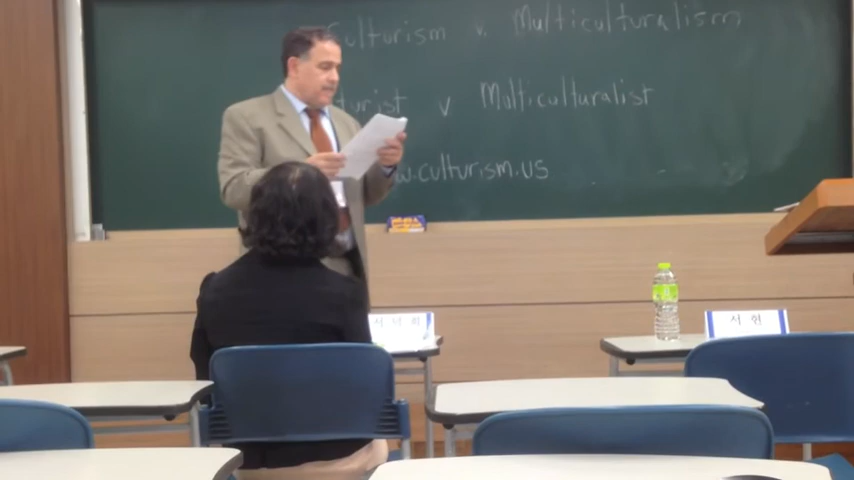 Culturism v. Multiculturalism
turist v Multiculturalist
w.culturism.us
서 현